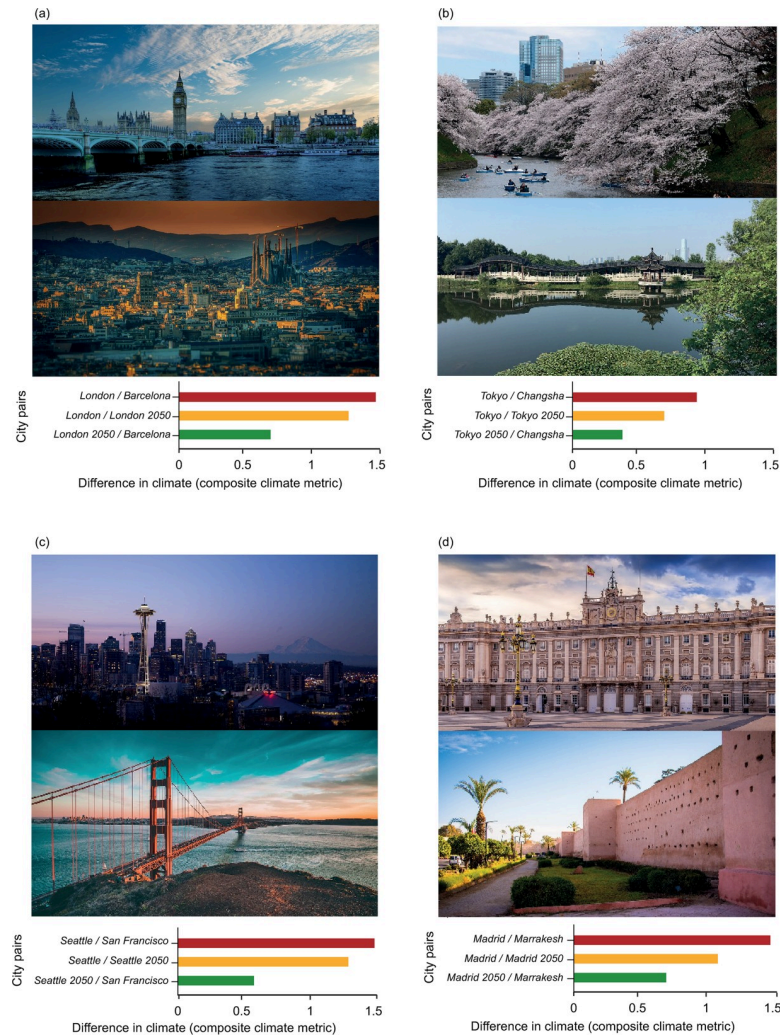 (a)
City pairs
London / Barcelona
London / London 2050
London 2050 / Barcelona
0 0.5 1 1.5
Difference in climate (composite climate metric)
(b)
City pairs
Tokyo / Changsha
Tokyo / Tokyo 2050
Tokyo 2050 / Changsha
0 0.5 1 1.5
Difference in climate (composite climate metric)
(c)
City pairs
Seattle / San Francisco
Seattle / Seattle 2050
Seattle 2050 / San Francisco
0 0.5 1 1.5
Difference in climate (composite climate metric)
(d)
City pairs
Madrid / Marrakesh
Madrid / Madrid 2050
Madrid 2050 / Marrakesh
0 0.5 1 1.5
Difference in climate (composite climate metric)